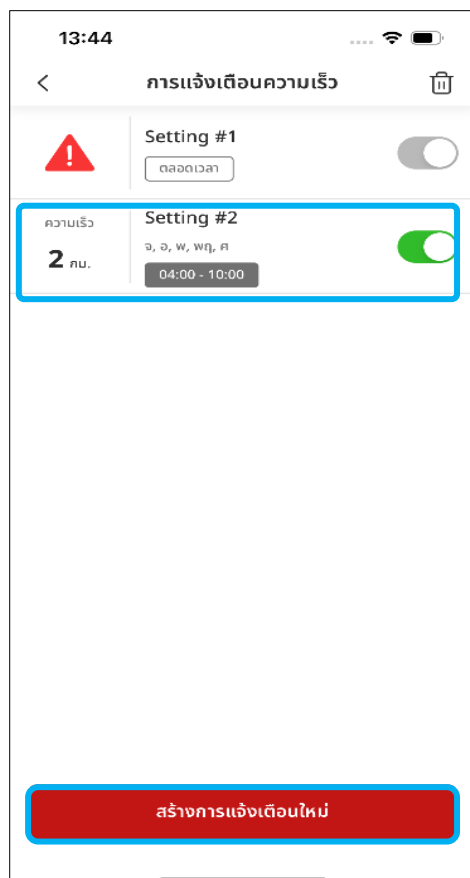 13:44
การแจ้งเตือนความเร็ว
Setting #1
ตลอดเวลา
ความเร็ว
Setting #2
2 กม.
จ, อ, พ, พฤ, ศ
04:00 - 10:00
สร้างการแจ้งเตือนใหม่